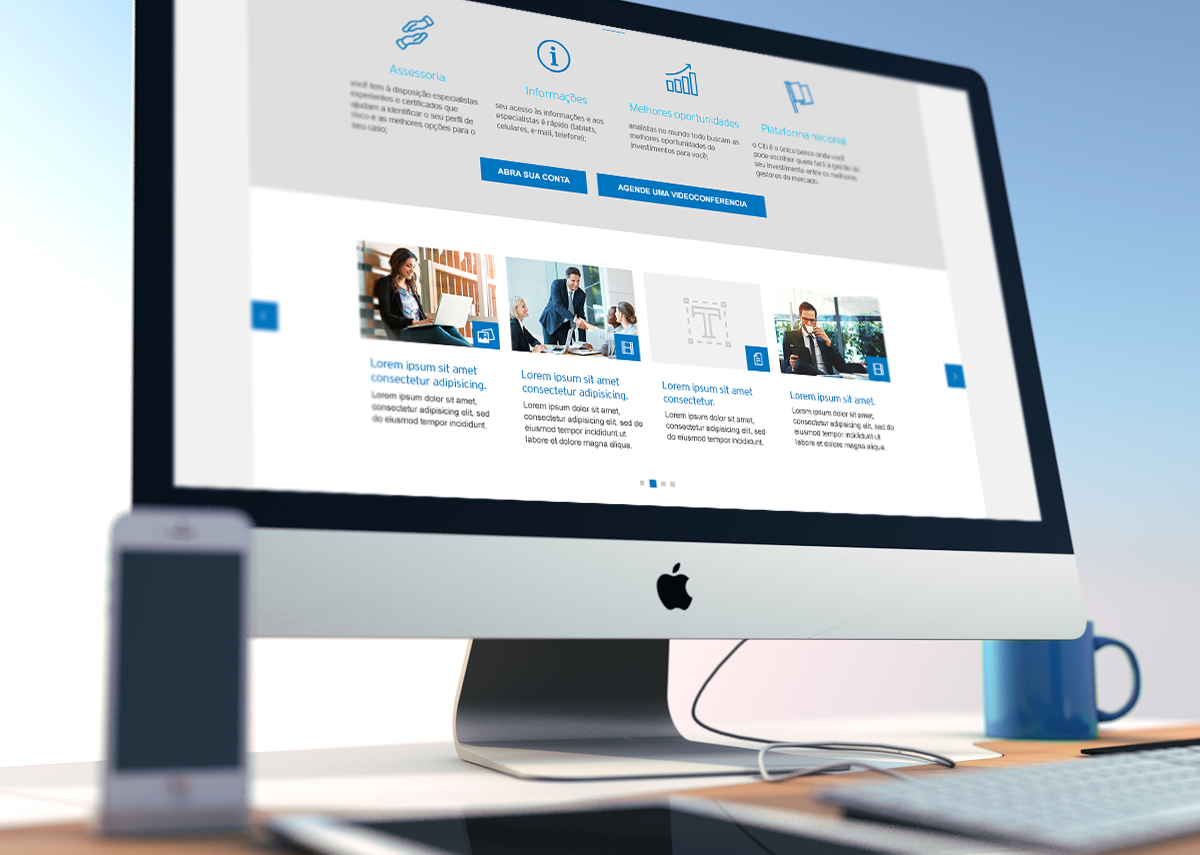 Assessoria
você tem à disposição especialistas
experientes e certificados que
ajudam a identificar o seu perfil de
risco e as melhores opções para o
seu caso;
Informações
seu acesso às informações e aos
especialistas é rápido (tablets,
celulares, e-mail, telefone);
Melhores oportunidades
analistas no mundo todo buscam as
melhores oportunidades de
investimentos para você;
Plataforma nacional
o Citi é o único banco onde você
pode escolher quem fará a gestão do
seu investimento entre os melhores
gestores do mercado.
ABRA SUA CONTA
AGENDE UMA VIDEOCONFERENCIA
Lorem ipsum sit amet
consectetur adipisicing.
Lorem ipsum dolor sit amet,
consectetur adipisicing elit, sed
do eiusmod tempor incididunt.
Lorem ipsum sit amet
consectetur adipisicing.
Lorem ipsum dolor sit amet,
consectetur adipisicing elit, sed do
eiusmod tempor incididunt ut
labore et dolore magna aliqua.
T
Lorem ipsum sit amet
consectetur.
Lorem ipsum dolor sit amet,
consectetur adipisicing elit, sed
do eiusmod tempor incididunt.
Lorem ipsum sit amet.
Lorem ipsum dolor sit amet,
consectetur adipisicing elit, sed do
eiusmod tempor incididunt ut
labore et dolore magna aliqua.